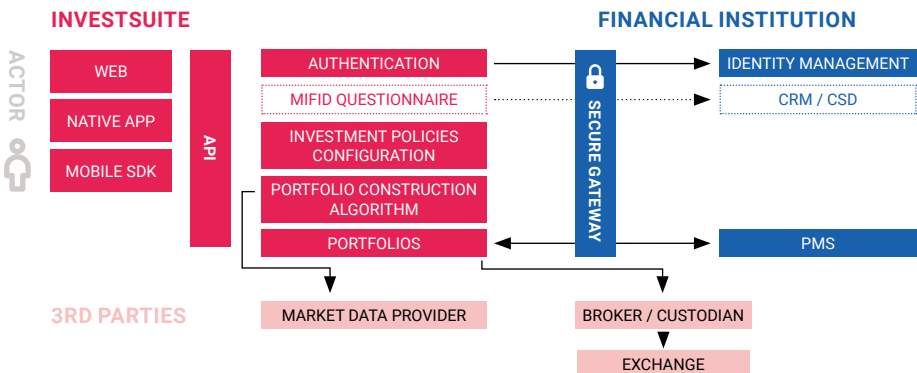 INVESTSUITE
FINANCIAL INSTITUTION
ACTOR
WEB
NATIVE APP
MOBILE SDK
API
AUTHENTICATION
MIFID QUESTIONNAIRE
INVESTMENT POLICIES
CONFIGURATION
PORTFOLIO CONSTRUCTION
ALGORITHM
PORTFOLIOS
SECURE GATEWAY
IDENTITY MANAGEMENT
CRM / CSD
PMS
3RD PARTIES
MARKET DATA PROVIDER
BROKER / CUSTODIAN
EXCHANGE